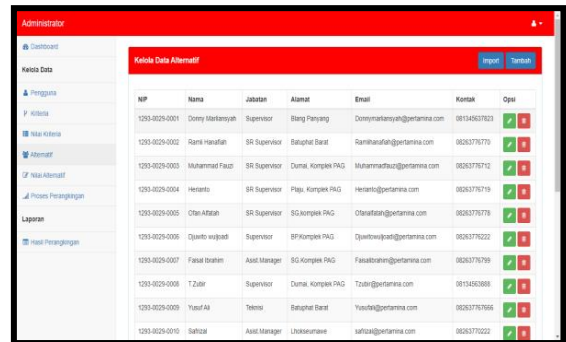 Administrator
Dashboard
Kelola Data
Pengguna
Kriteria
Nilai Kriteria
Alternatif
Nilai Alternatif
Proses Perangkingan
Laporan
Hasil Perangkingan
Kelola Data Alternatif Import Tambah
NIP Nama Jabatan Alamat Email Kontak Opsi
1293-0029-0001 Donny Marliansyah Supervisor Blang Panyang Donnymarliansyah@pertamina.com 081345637823
1293-0029-0002 Ramli Hanafiah SR Supervisor Batuphat Barat Ramlihanafiah@pertamina.com 08263776770
1293-0029-0003 Muhammad Fauzi SR Supervisor Dumai, Komplek PAG Muhammadfauzi@pertamina.com 08263776712
1293-0029-0004 Herianto SR Supervisor Plaju, Komplek PAG Herianto@pertamina.com 08263776719
1293-0029-0005 Ofan Alfatah SR Supervisor SG,komplek PAG Ofanalfatah@pertamina.com 08263776778
1293-0029-0006 Djuwito wuijoadi Supervisor BP.Komplek PAG Djuwitowuijoadi@pertamina.com 08263776222
1293-0029-0007 Faisal Ibrahim Asist.Manager SG.Komplek PAG Faisalibrahim@pertamina.com 08263776799
1293-0029-0008 T.Zubir Supervisor Dumai, Komplek PAG Tzubir@pertamina.com 08134563888
1293-0029-0009 Yusuf Ali Teknisi Batuphat Barat Yusufali@pertamina.com 082637767666
1293-0029-0010 Safrizal Asist.Manager Lhokseumawe safrizal@pertamina.com 08263770222